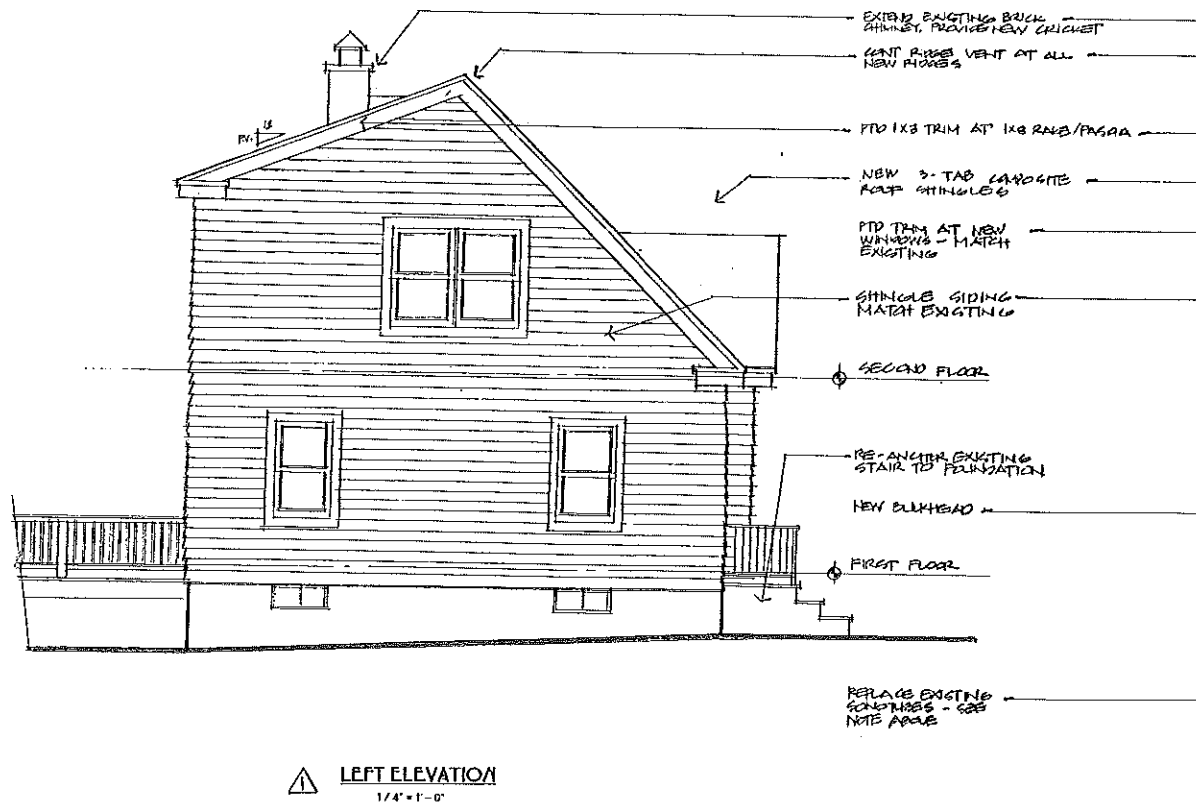 EXTEND EXISTING BRICK
CHIMNEY. PROVIDE NEW CRICKET
CONT RIDGE VENT AT ALL
NEW RIDGES
PTD 1X3 TRIM AT 1X8 RAKE/FASCIA
NEW 3-TAB COMPOSITE
ROOF SHINGLES
PTD TRIM AT NEW
WINDOWS - MATCH
EXISTING
SHINGLE SIDING
MATCH EXISTING
SECOND FLOOR
RE-ANCHOR EXISTING
STAIR TO FOUNDATION
NEW BULKHEAD
FIRST FLOOR
REPLACE EXISTING
SONOTUBES - SEE
NOTE ABOVE
1 LEFT ELEVATION
1/4"=1'-0"